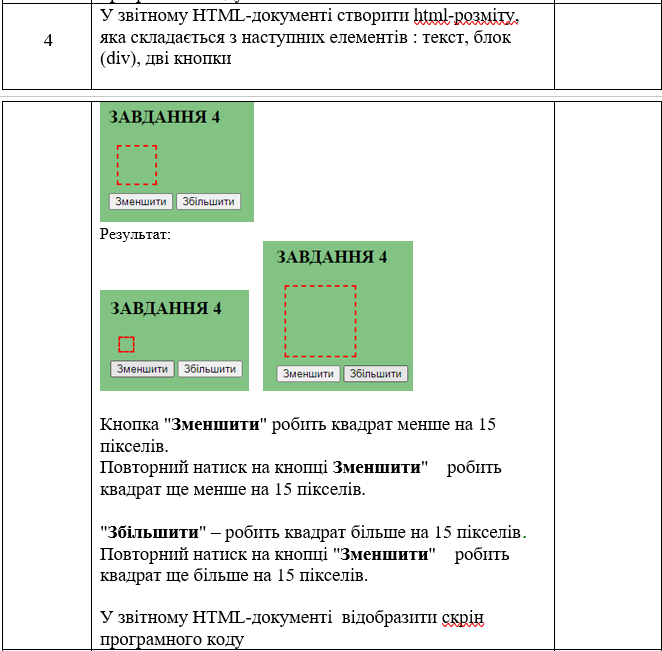 4
У звітному HTML-документі створити html-розміту,
яка складається з наступних елементів : текст, блок
(div), дві кнопки
ЗАВДАННЯ 4
Зменшити Збільшити
Результат:
ЗАВДАННЯ 4
Зменшити Збільшити
ЗАВДАННЯ 4
Зменшити Збільшити
Кнопка "Зменшити" робить квадрат менше на 15
пікселів.
Повторний натиск на кнопці Зменшити" робить
квадрат ще менше на 15 пікселів.
"Збільшити" – робить квадрат більше на 15 пікселів.
Повторний натиск на кнопці "Зменшити" робить
квадрат ще більше на 15 пікселів.
У звітному HTML-документі відобразити скрін
програмного коду